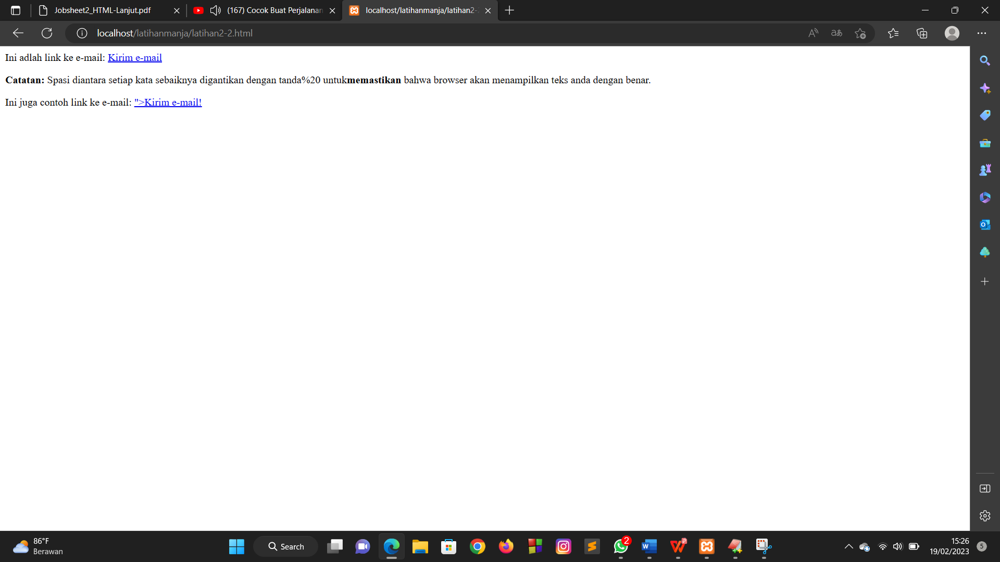 Jobsheet2_HTML-Lanjut.pdf
(167) Cocok Buat Perjalanan
localhost/latihanmanja/latihan2-
localhost/latihanmanja/latihan2-2.html
Ini adlah link ke e-mail: Kirim e-mail
Catatan: Spasi diantara setiap kata sebaiknya digantikan dengan tanda%20 untukmemastikan bahwa browser akan menampilkan teks anda dengan benar.
Ini juga contoh link ke e-mail: ">Kirim e-mail!
86°F
Berawan
Search
2
15:26
19/02/2023
5